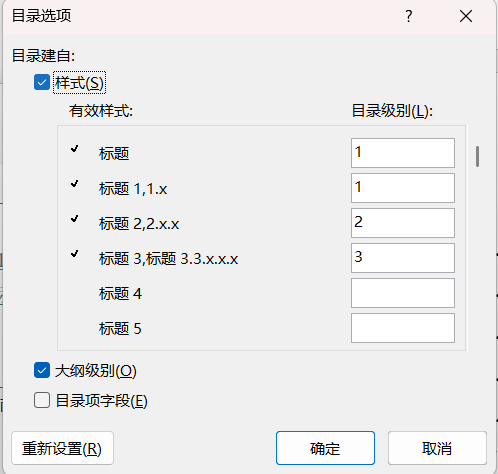 目录选项
?
目录建自:
样式(S)
有效样式: 目录级别(L):
标题 1
标题 1,1.x 1
标题 2,2.x.x 2
标题 3,标题 3.3.x.x.x 3
标题 4
标题 5
大纲级别(O)
目录项字段(E)
重新设置(R) 确定 取消